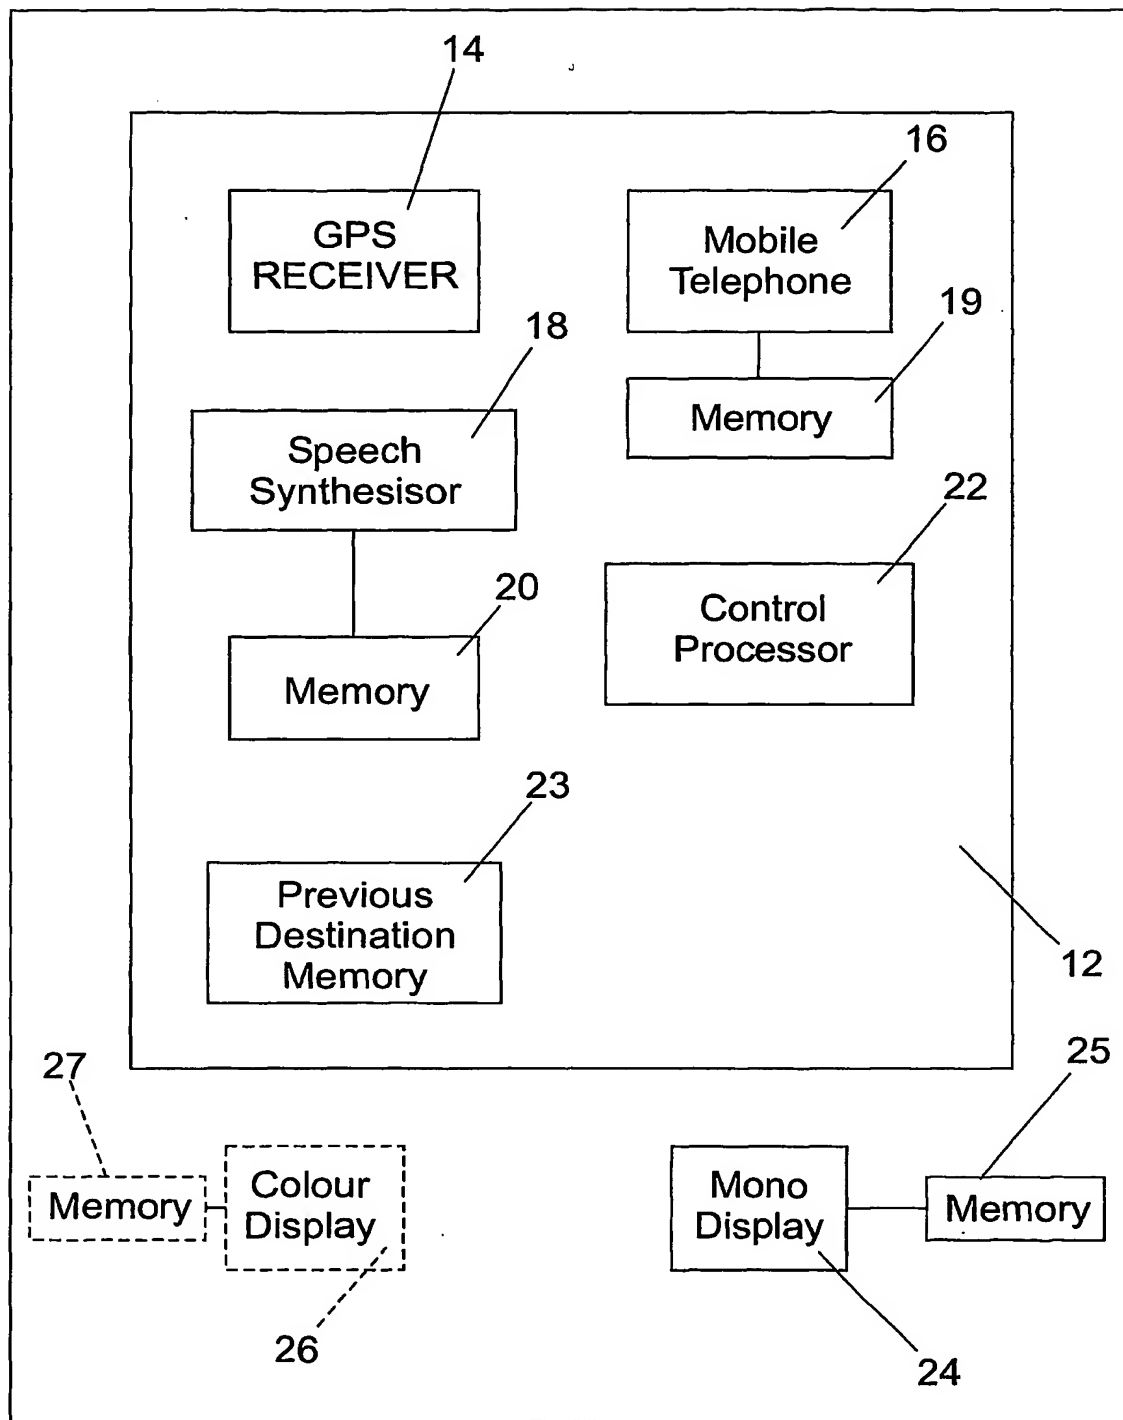 14
16
GPS
RECEIVER
Mobile
Telephone
18
19
Memory
Speech
Synthesisor
22
20
Control
Processor
Memory
23
Previous
Destination
Memory
12
27
25
Memory
Colour
Display
Mono
Display
Memory
26
24